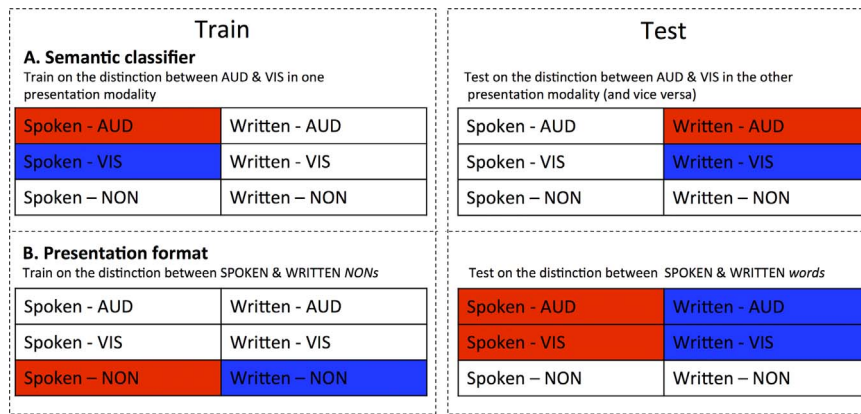 Train
A. Semantic classifier
Train on the distinction between AUD & VIS in one
presentation modality
Spoken - AUD Written - AUD
Spoken - VIS Written - VIS
Spoken – NON Written – NON
Test
Test on the distinction between AUD & VIS in the other
presentation modality (and vice versa)
Spoken - AUD Written - AUD
Spoken - VIS Written - VIS
Spoken – NON Written – NON
B. Presentation format
Train on the distinction between SPOKEN & WRITTEN NONs
Spoken - AUD Written - AUD
Spoken - VIS Written - VIS
Spoken – NON Written – NON
Test on the distinction between SPOKEN & WRITTEN words
Spoken - AUD Written - AUD
Spoken - VIS Written - VIS
Spoken – NON Written – NON